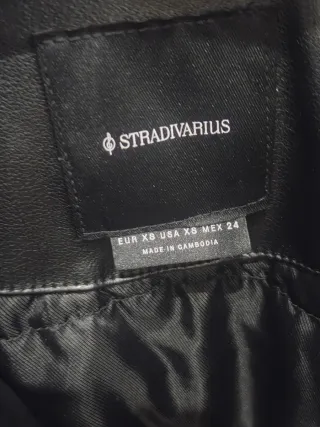 STRADIVARIUS
EUR XS USA XS MEX 24
MADE IN CAMBODIA